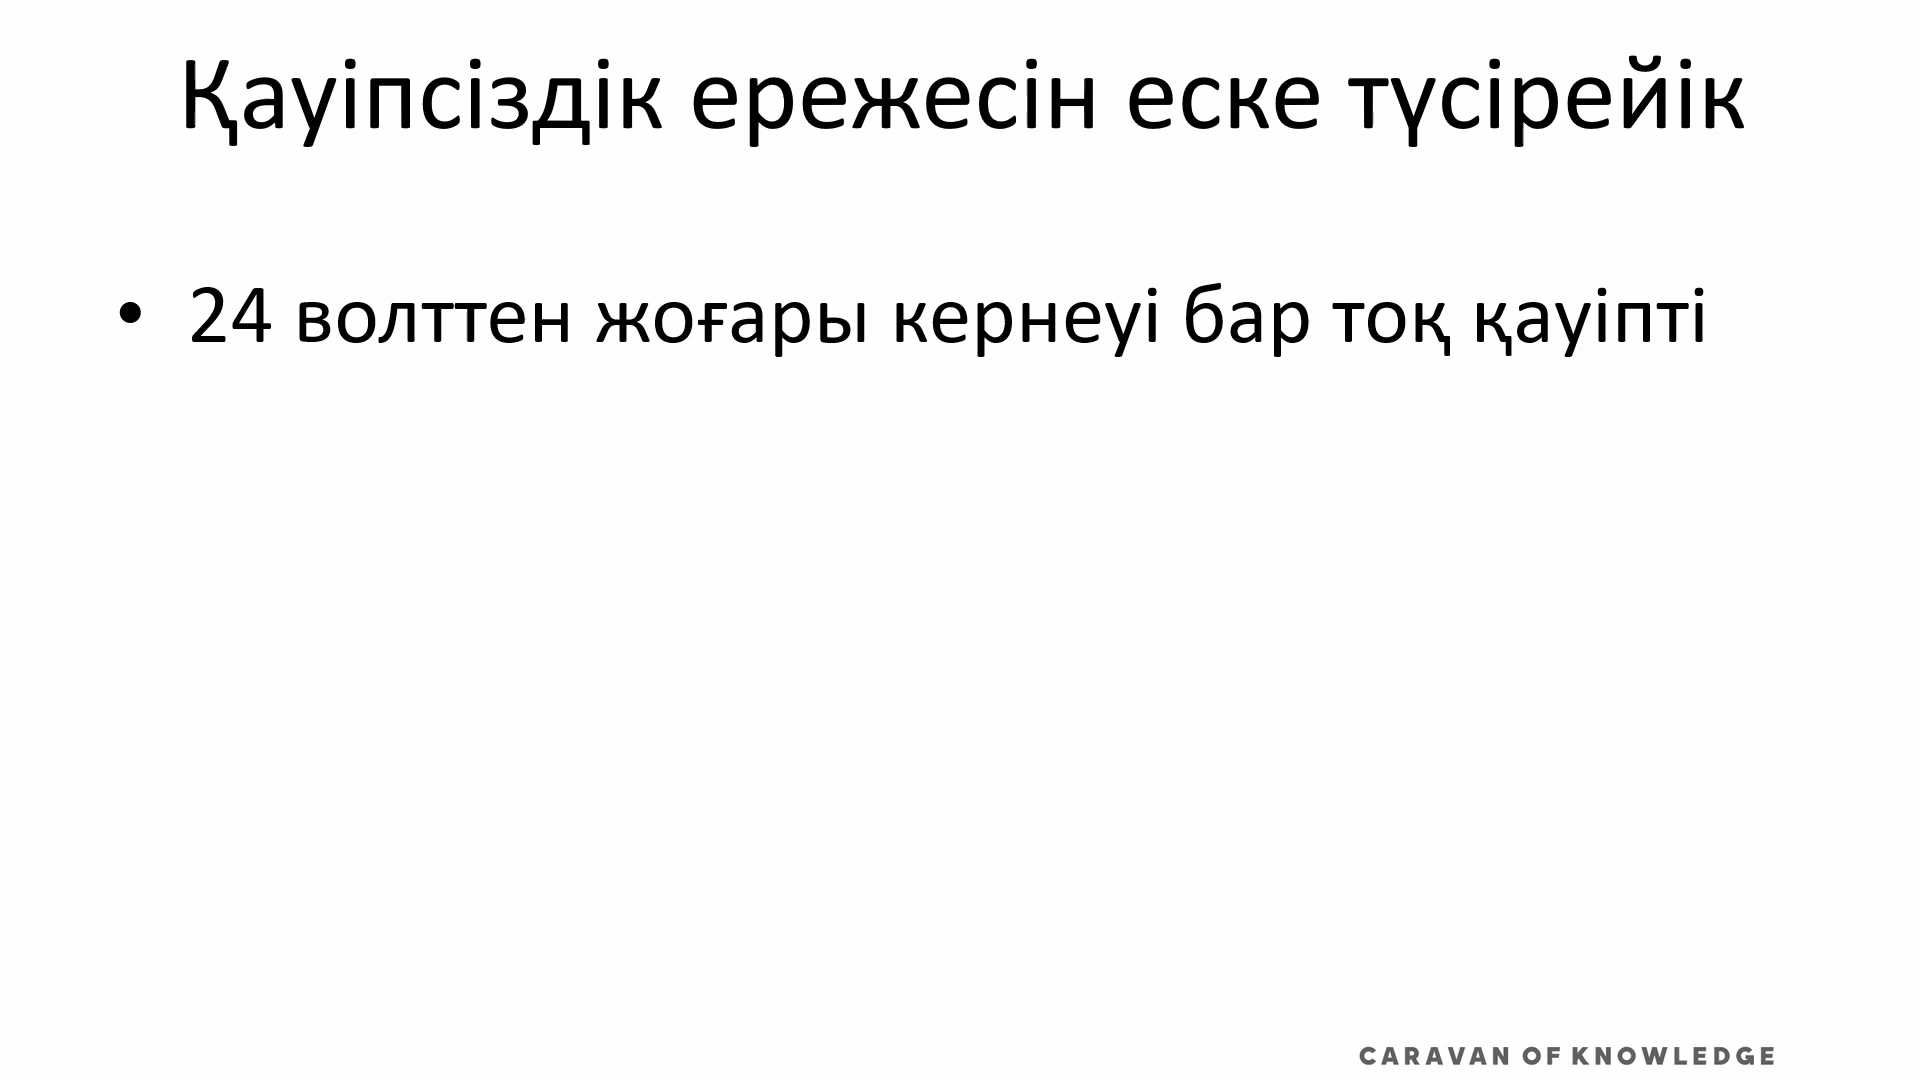 Қауіпсіздік ережесін еске түсірейік
• 24 волттен жоғары кернеуі бар тоқ қауіпті
CARAVAN OF KNOWLEDGE